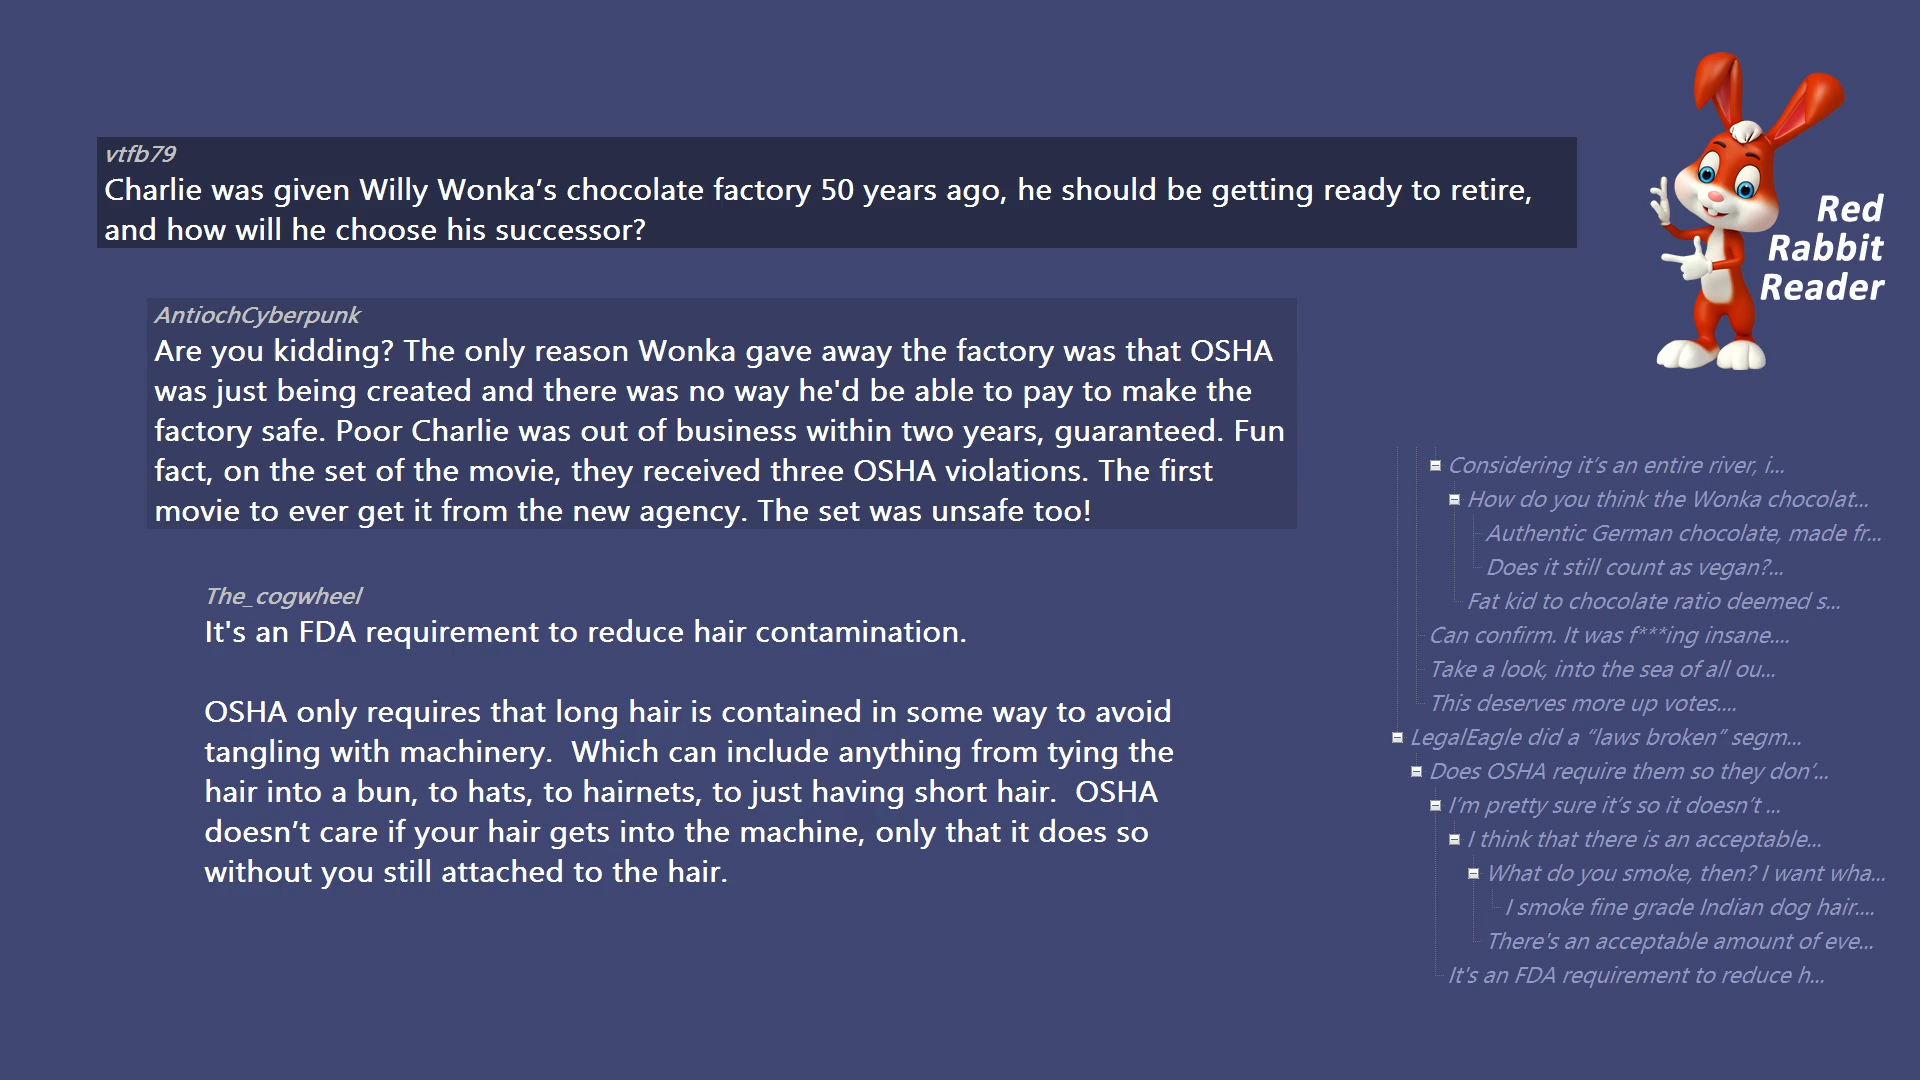 vtfb79
Charlie was given Willy Wonka’s chocolate factory 50 years ago, he should be getting ready to retire,
and how will he choose his successor?
AntiochCyberpunk
Are you kidding? The only reason Wonka gave away the factory was that OSHA
was just being created and there was no way he'd be able to pay to make the
factory safe. Poor Charlie was out of business within two years, guaranteed. Fun
fact, on the set of the movie, they received three OSHA violations. The first
movie to ever get it from the new agency. The set was unsafe too!
The_cogwheel
It's an FDA requirement to reduce hair contamination.
OSHA only requires that long hair is contained in some way to avoid
tangling with machinery.  Which can include anything from tying the
hair into a bun, to hats, to hairnets, to just having short hair.  OSHA
doesn’t care if your hair gets into the machine, only that it does so
without you still attached to the hair.
Red
Rabbit
Reader
Considering it’s an entire river, i...
How do you think the Wonka chocolat...
Authentic German chocolate, made fr...
Does it still count as vegan?...
Fat kid to chocolate ratio deemed s...
Can confirm. It was f***ing insane....
Take a look, into the sea of all ou...
This deserves more up votes....
LegalEagle did a “laws broken” segm...
Does OSHA require them so they don’...
I’m pretty sure it’s so it doesn’t ...
I think that there is an acceptable...
What do you smoke, then? I want wha...
I smoke fine grade Indian dog hair....
There's an acceptable amount of eve...
It's an FDA requirement to reduce h...